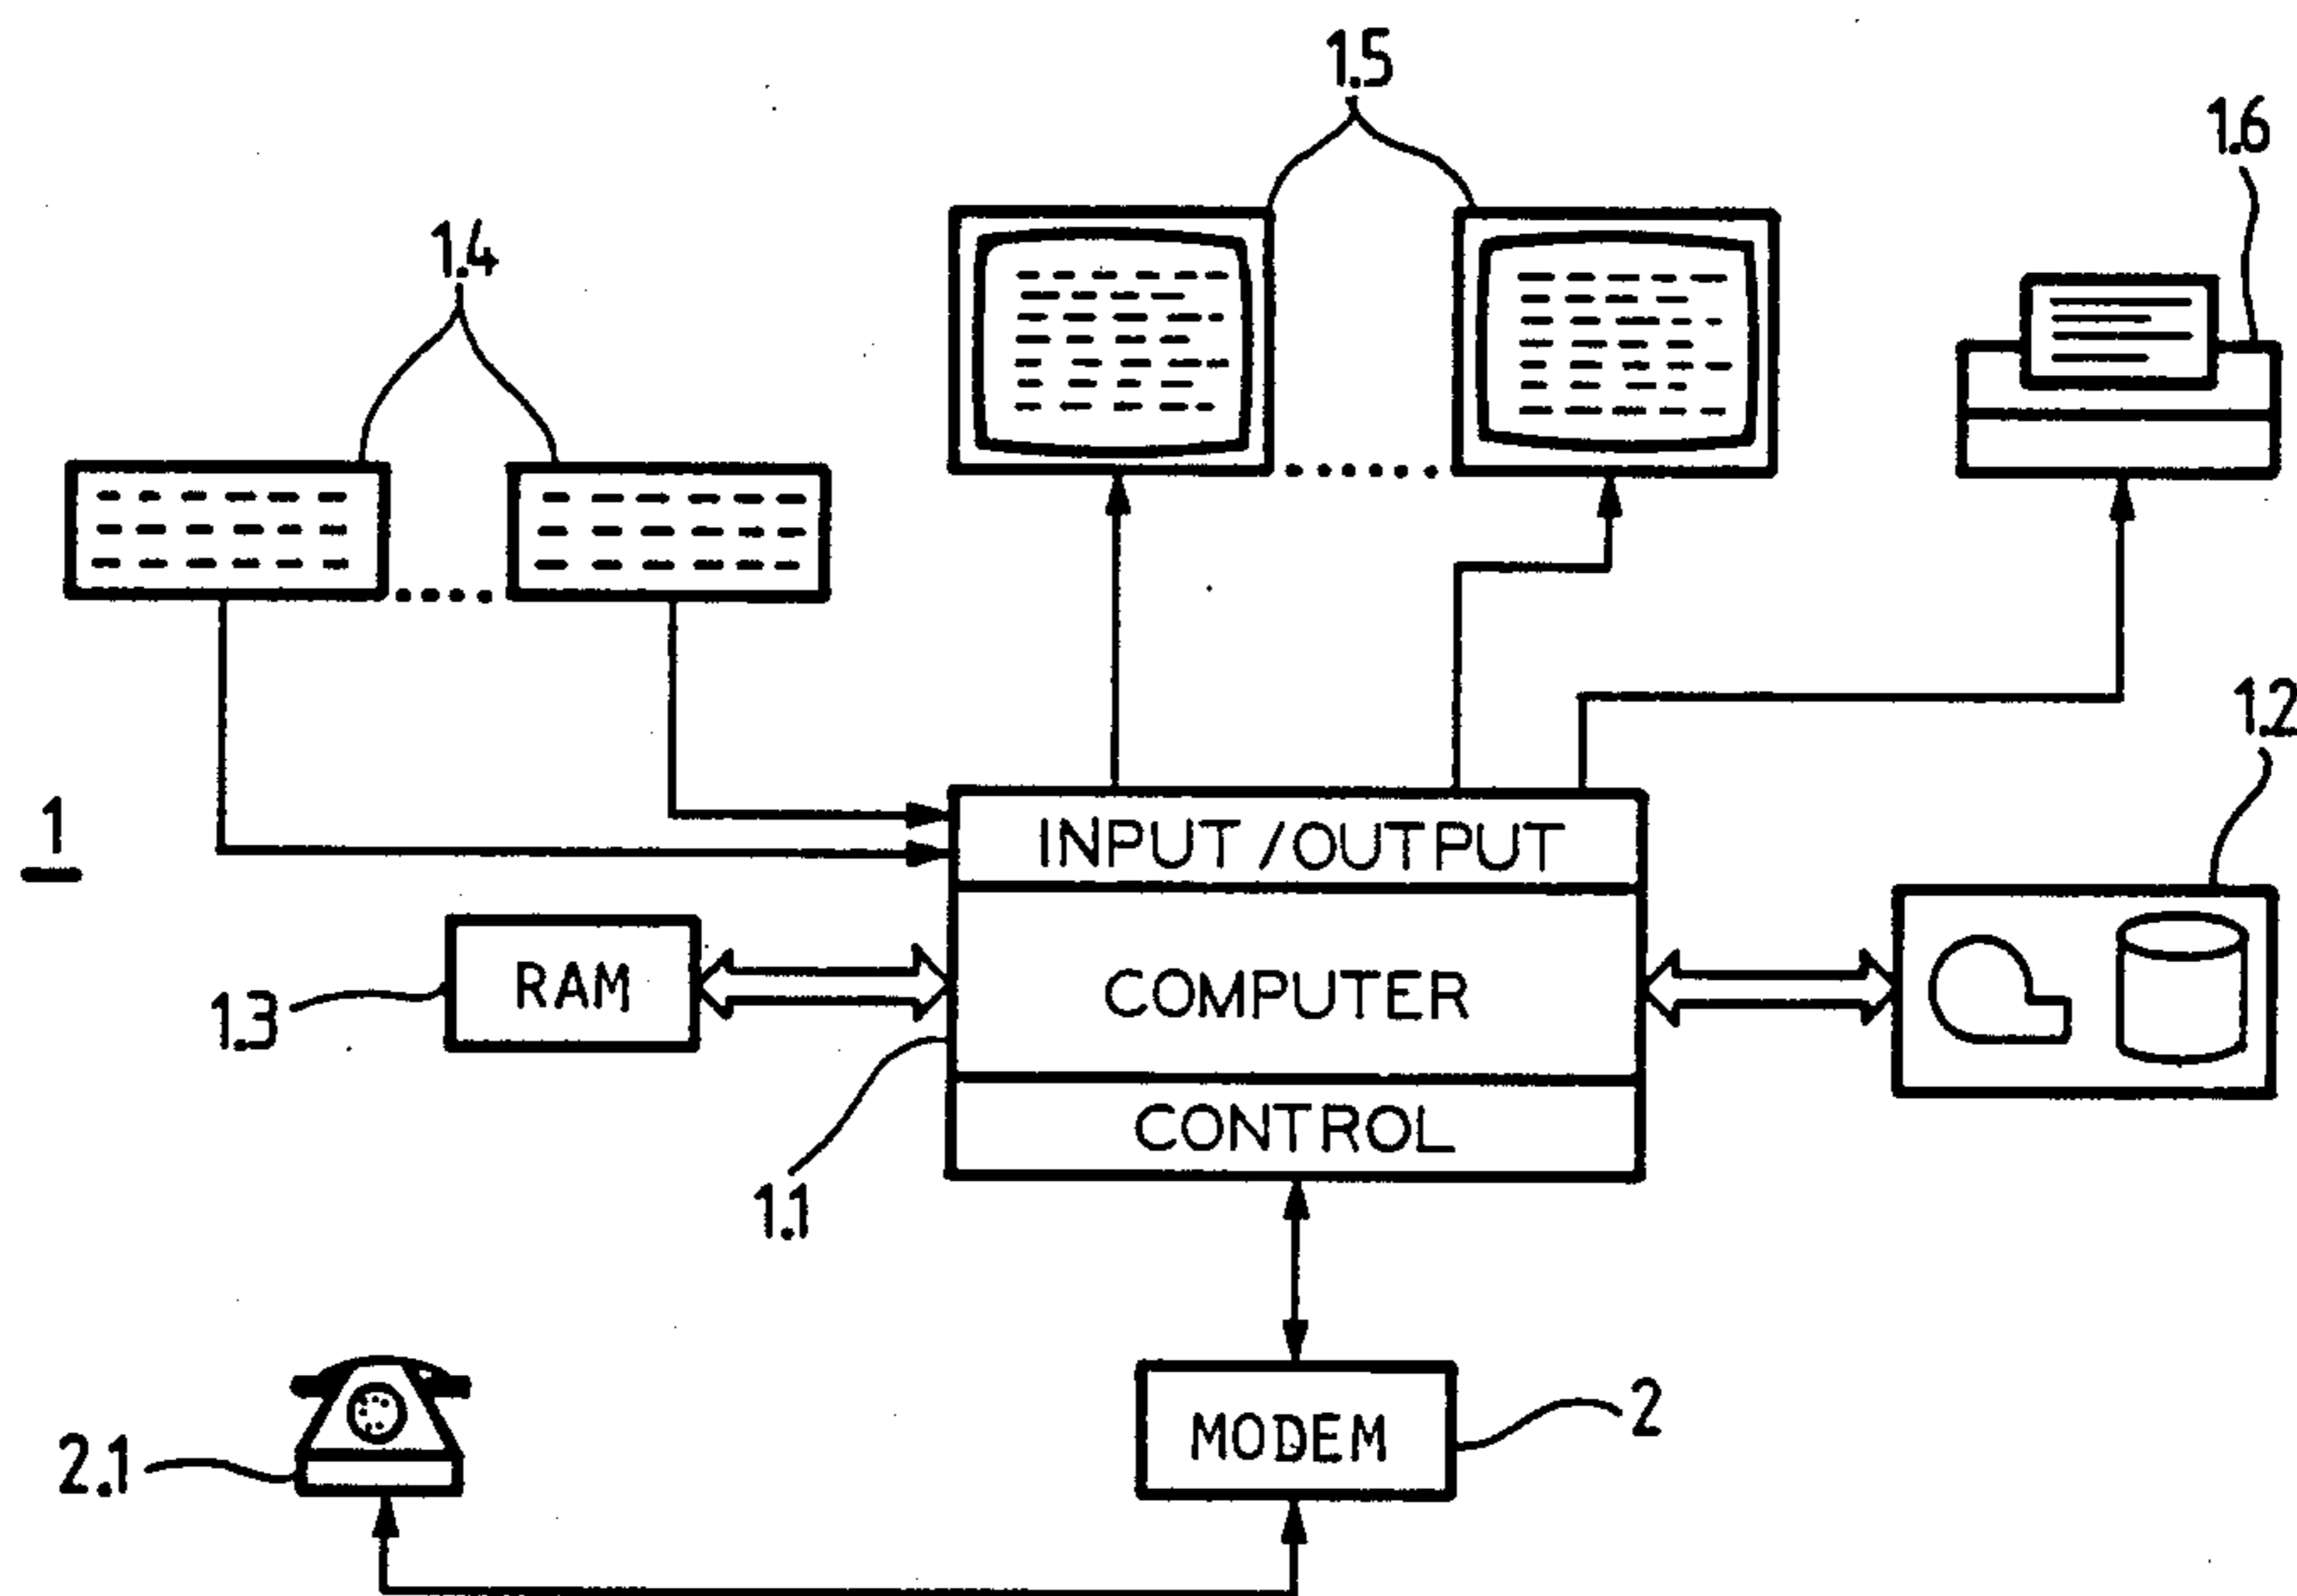 1.5
1.6
1.4
1.2
1
INPUT/OUTPUT
RAM
COMPUTER
1.3
CONTROL
1.1
2
MODEM
2.1